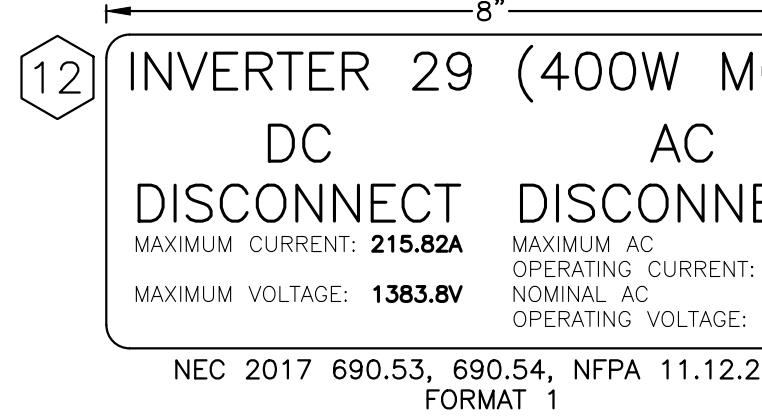 8"
12
INVERTER 29 (400W
DC
DISCONNECT
MAXIMUM CURRENT: 215.82A
MAXIMUM VOLTAGE: 1383.8V
AC
MAXIMUM AC
OPERATING CURRENT:
NOMINAL AC
OPERATING VOLTAGE:
NEC 2017 690.53, 690.54, NFPA 11.12.2
FORMAT 1